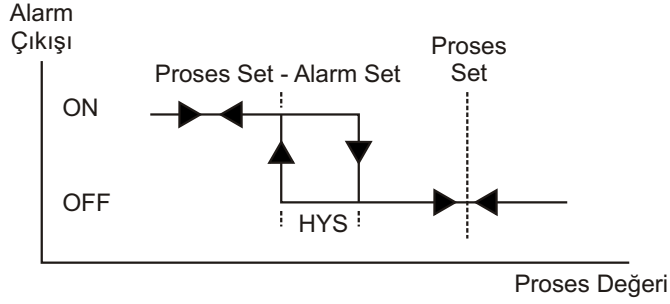 Alarm
Çıkışı
Proses
Set
Proses Set - Alarm Set
ON
OFF
HYS
Proses Değeri